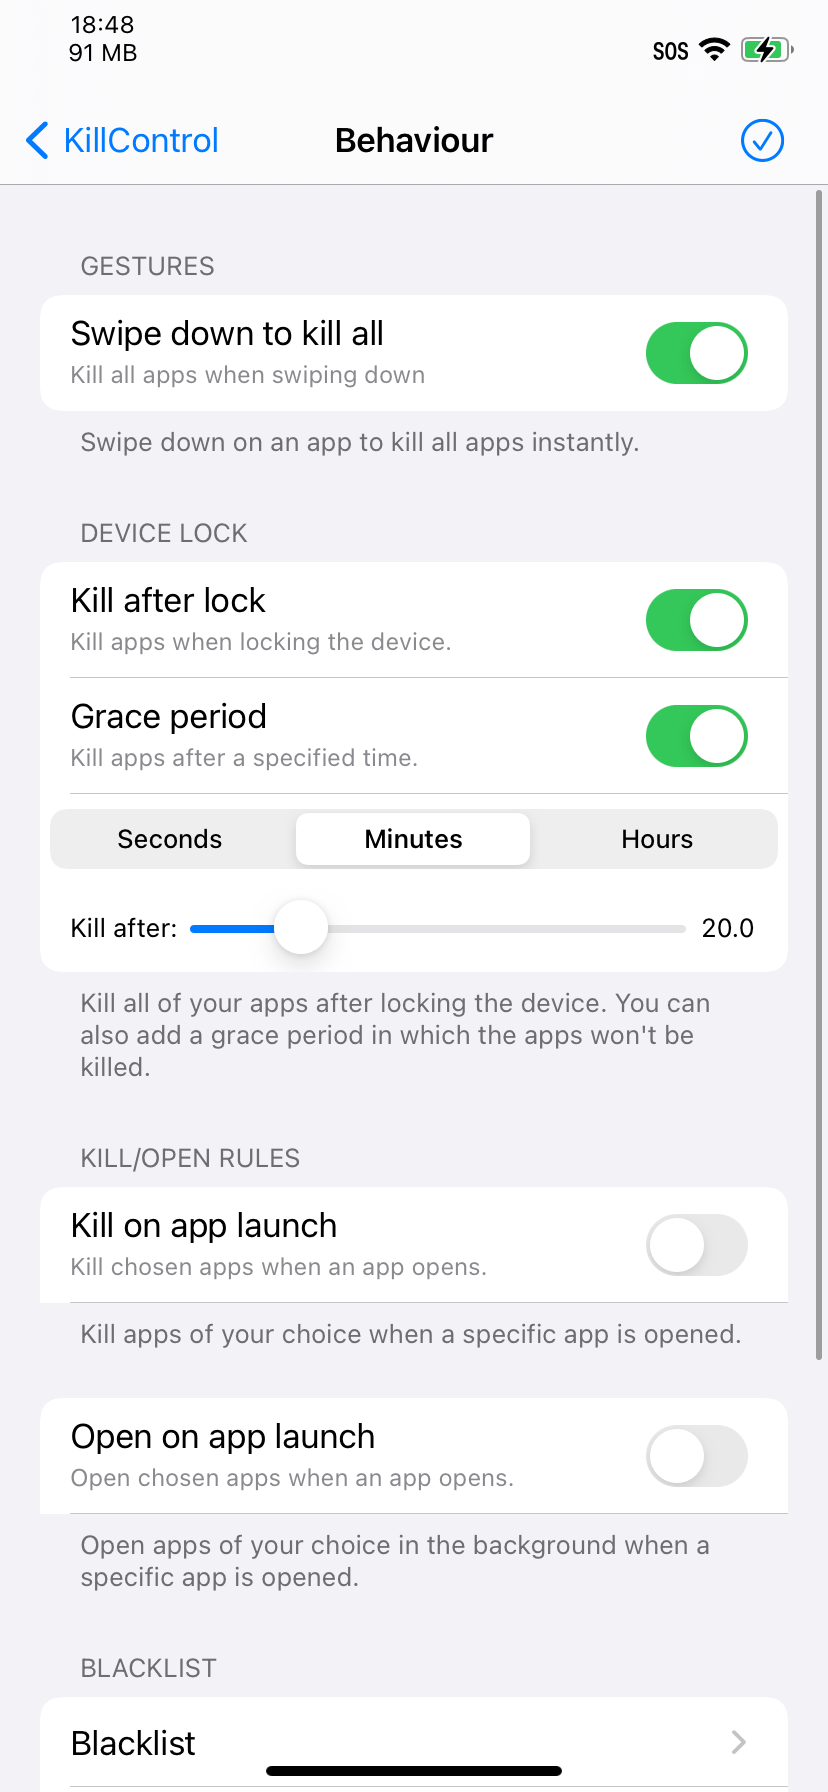 18:48
91 MB
SOS
KillControl
Behaviour
GESTURES
Swipe down to kill all
Kill all apps when swiping down
Swipe down on an app to kill all apps instantly.
DEVICE LOCK
Kill after lock
Kill apps when locking the device.
Grace period
Kill apps after a specified time.
Seconds
Minutes
Hours
Kill after:
20.0
Kill all of your apps after locking the device. You can
also add a grace period in which the apps won't be
killed.
KILL/OPEN RULES
Kill on app launch
Kill chosen apps when an app opens.
Kill apps of your choice when a specific app is opened.
Open on app launch
Open chosen apps when an app opens.
Open apps of your choice in the background when a
specific app is opened.
BLACKLIST
Blacklist